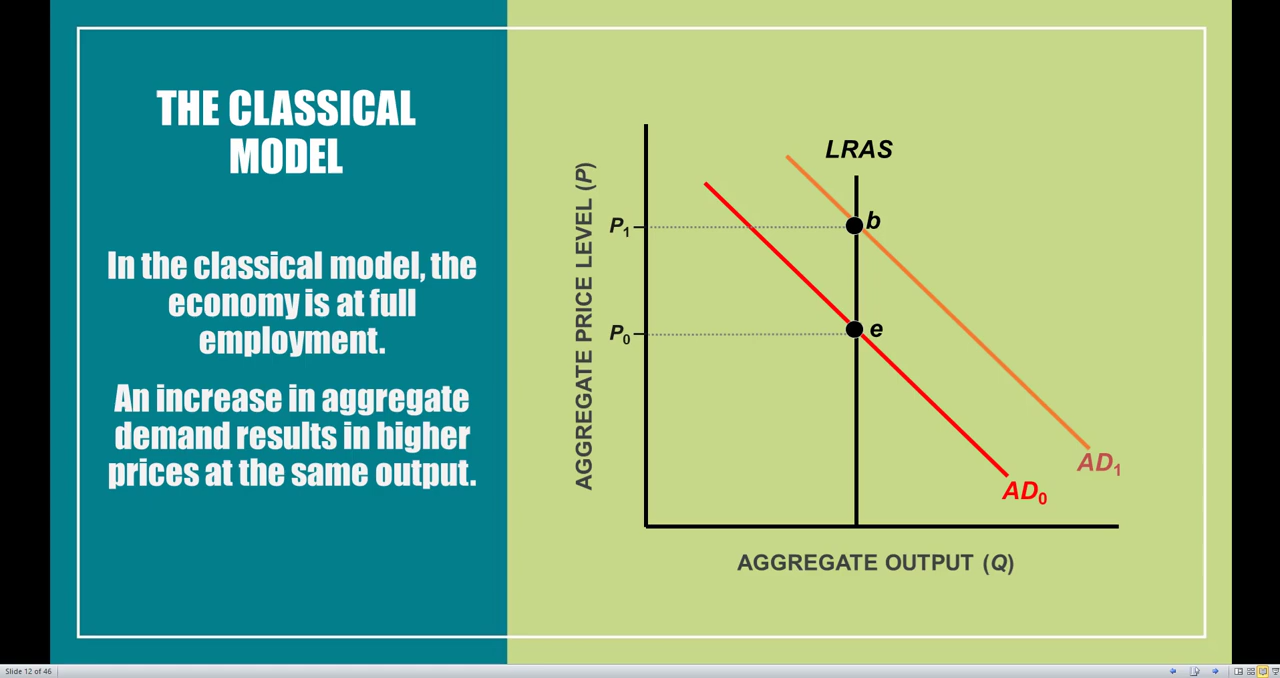 THE CLASSICAL
MODEL
In the classical model, the
economy is at full
employment.
An increase in aggregate
demand results in higher
prices at the same output.
AGGREGATE PRICE LEVEL (P)
LRAS
P1
b
P0
e
AD1
AD0
AGGREGATE OUTPUT (Q)
Slide 12 of 46